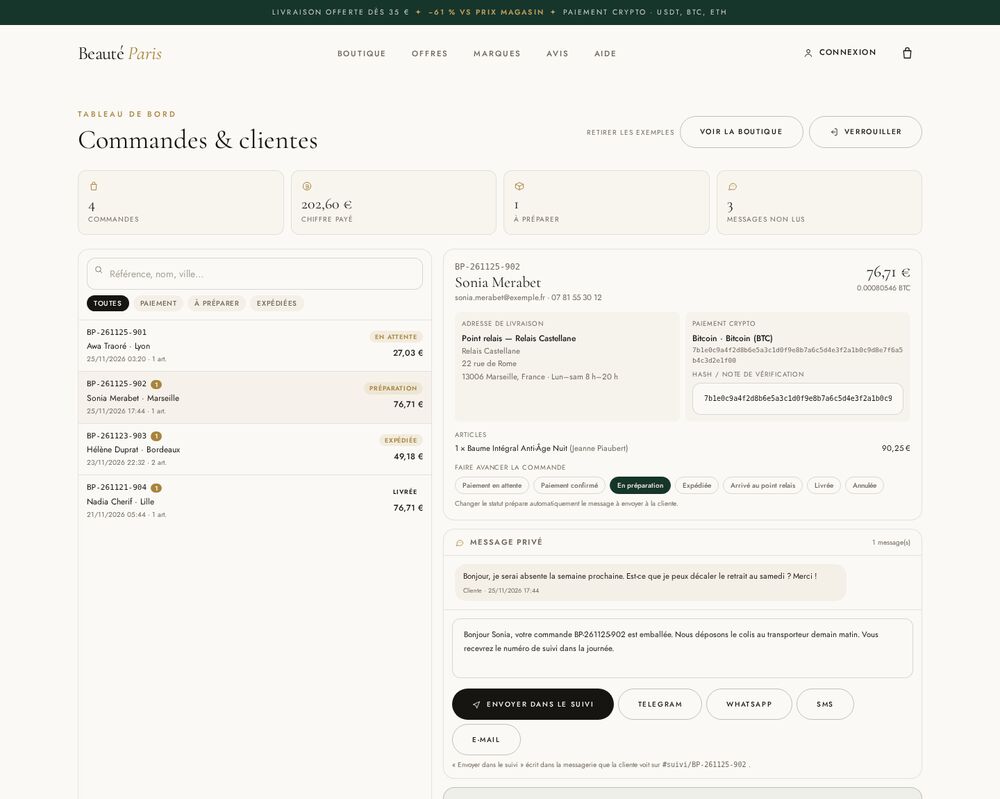 LIVRAISON OFFERTE DÈS 35 € ✦ −61 % VS PRIX MAGASIN ✦ PAIEMENT CRYPTO · USDT, BTC, ETH
Beauté Paris
BOUTIQUE OFFRES MARQUES AVIS AIDE
CONNEXION
TABLEAU DE BORD
Commandes & clientes
RETIRER LES EXEMPLES
VOIR LA BOUTIQUE
VERROUILLER
4
COMMANDES
202,60 €
CHIFFRE PAYÉ
1
À PRÉPARER
3
MESSAGES NON LUS
Référence, nom, ville…
TOUTES PAIEMENT À PRÉPARER EXPÉDIÉES
BP-261125-901
EN ATTENTE
Awa Traoré · Lyon
27,03 €
25/11/2026 03:20 · 1 art.
BP-261125-902 1
PRÉPARATION
Sonia Merabet · Marseille
76,71 €
25/11/2026 17:44 · 1 art.
BP-261123-903 1
EXPÉDIÉE
Hélène Duprat · Bordeaux
49,18 €
23/11/2026 22:32 · 2 art.
BP-261121-904 1
LIVRÉE
Nadia Cherif · Lille
76,71 €
21/11/2026 05:44 · 1 art.
BP-261125-902
Sonia Merabet
sonia.merabet@exemple.fr · 07 81 55 30 12
76,71 €
0.00080546 BTC
ADRESSE DE LIVRAISON
Point relais — Relais Castellane
Relais Castellane
22 rue de Rome
13006 Marseille, France · Lun–sam 8 h–20 h
PAIEMENT CRYPTO
Bitcoin · Bitcoin (BTC)
7b1e0c9a4f2d8b6e5a3c1d0f9e8b7a6c5d4e3f2a1b0c9d8e7f6a5
b4c3d2e1f00
HASH / NOTE DE VÉRIFICATION
7b1e0c9a4f2d8b6e5a3c1d0f9e8b7a6c5d4e3f2a1b0c9
ARTICLES
1 × Baume Intégral Anti-Âge Nuit (Jeanne Piaubert)
90,25 €
FAIRE AVANCER LA COMMANDE
Paiement en attente Paiement confirmé En préparation Expédiée Arrivé au point relais Livrée Annulée
Changer le statut prépare automatiquement le message à envoyer à la cliente.
MESSAGE PRIVÉ
1 message(s)
Bonjour, je serai absente la semaine prochaine. Est-ce que je peux décaler le retrait au samedi ? Merci !
Cliente · 25/11/2026 17:44
Bonjour Sonia, votre commande BP-261125-902 est emballée. Nous déposons le colis au transporteur demain matin. Vous
recevrez le numéro de suivi dans la journée.
ENVOYER DANS LE SUIVI
TELEGRAM
WHATSAPP
SMS
E-MAIL
« Envoyer dans le suivi » écrit dans la messagerie que la cliente voit sur #suivi/BP-261125-902 .